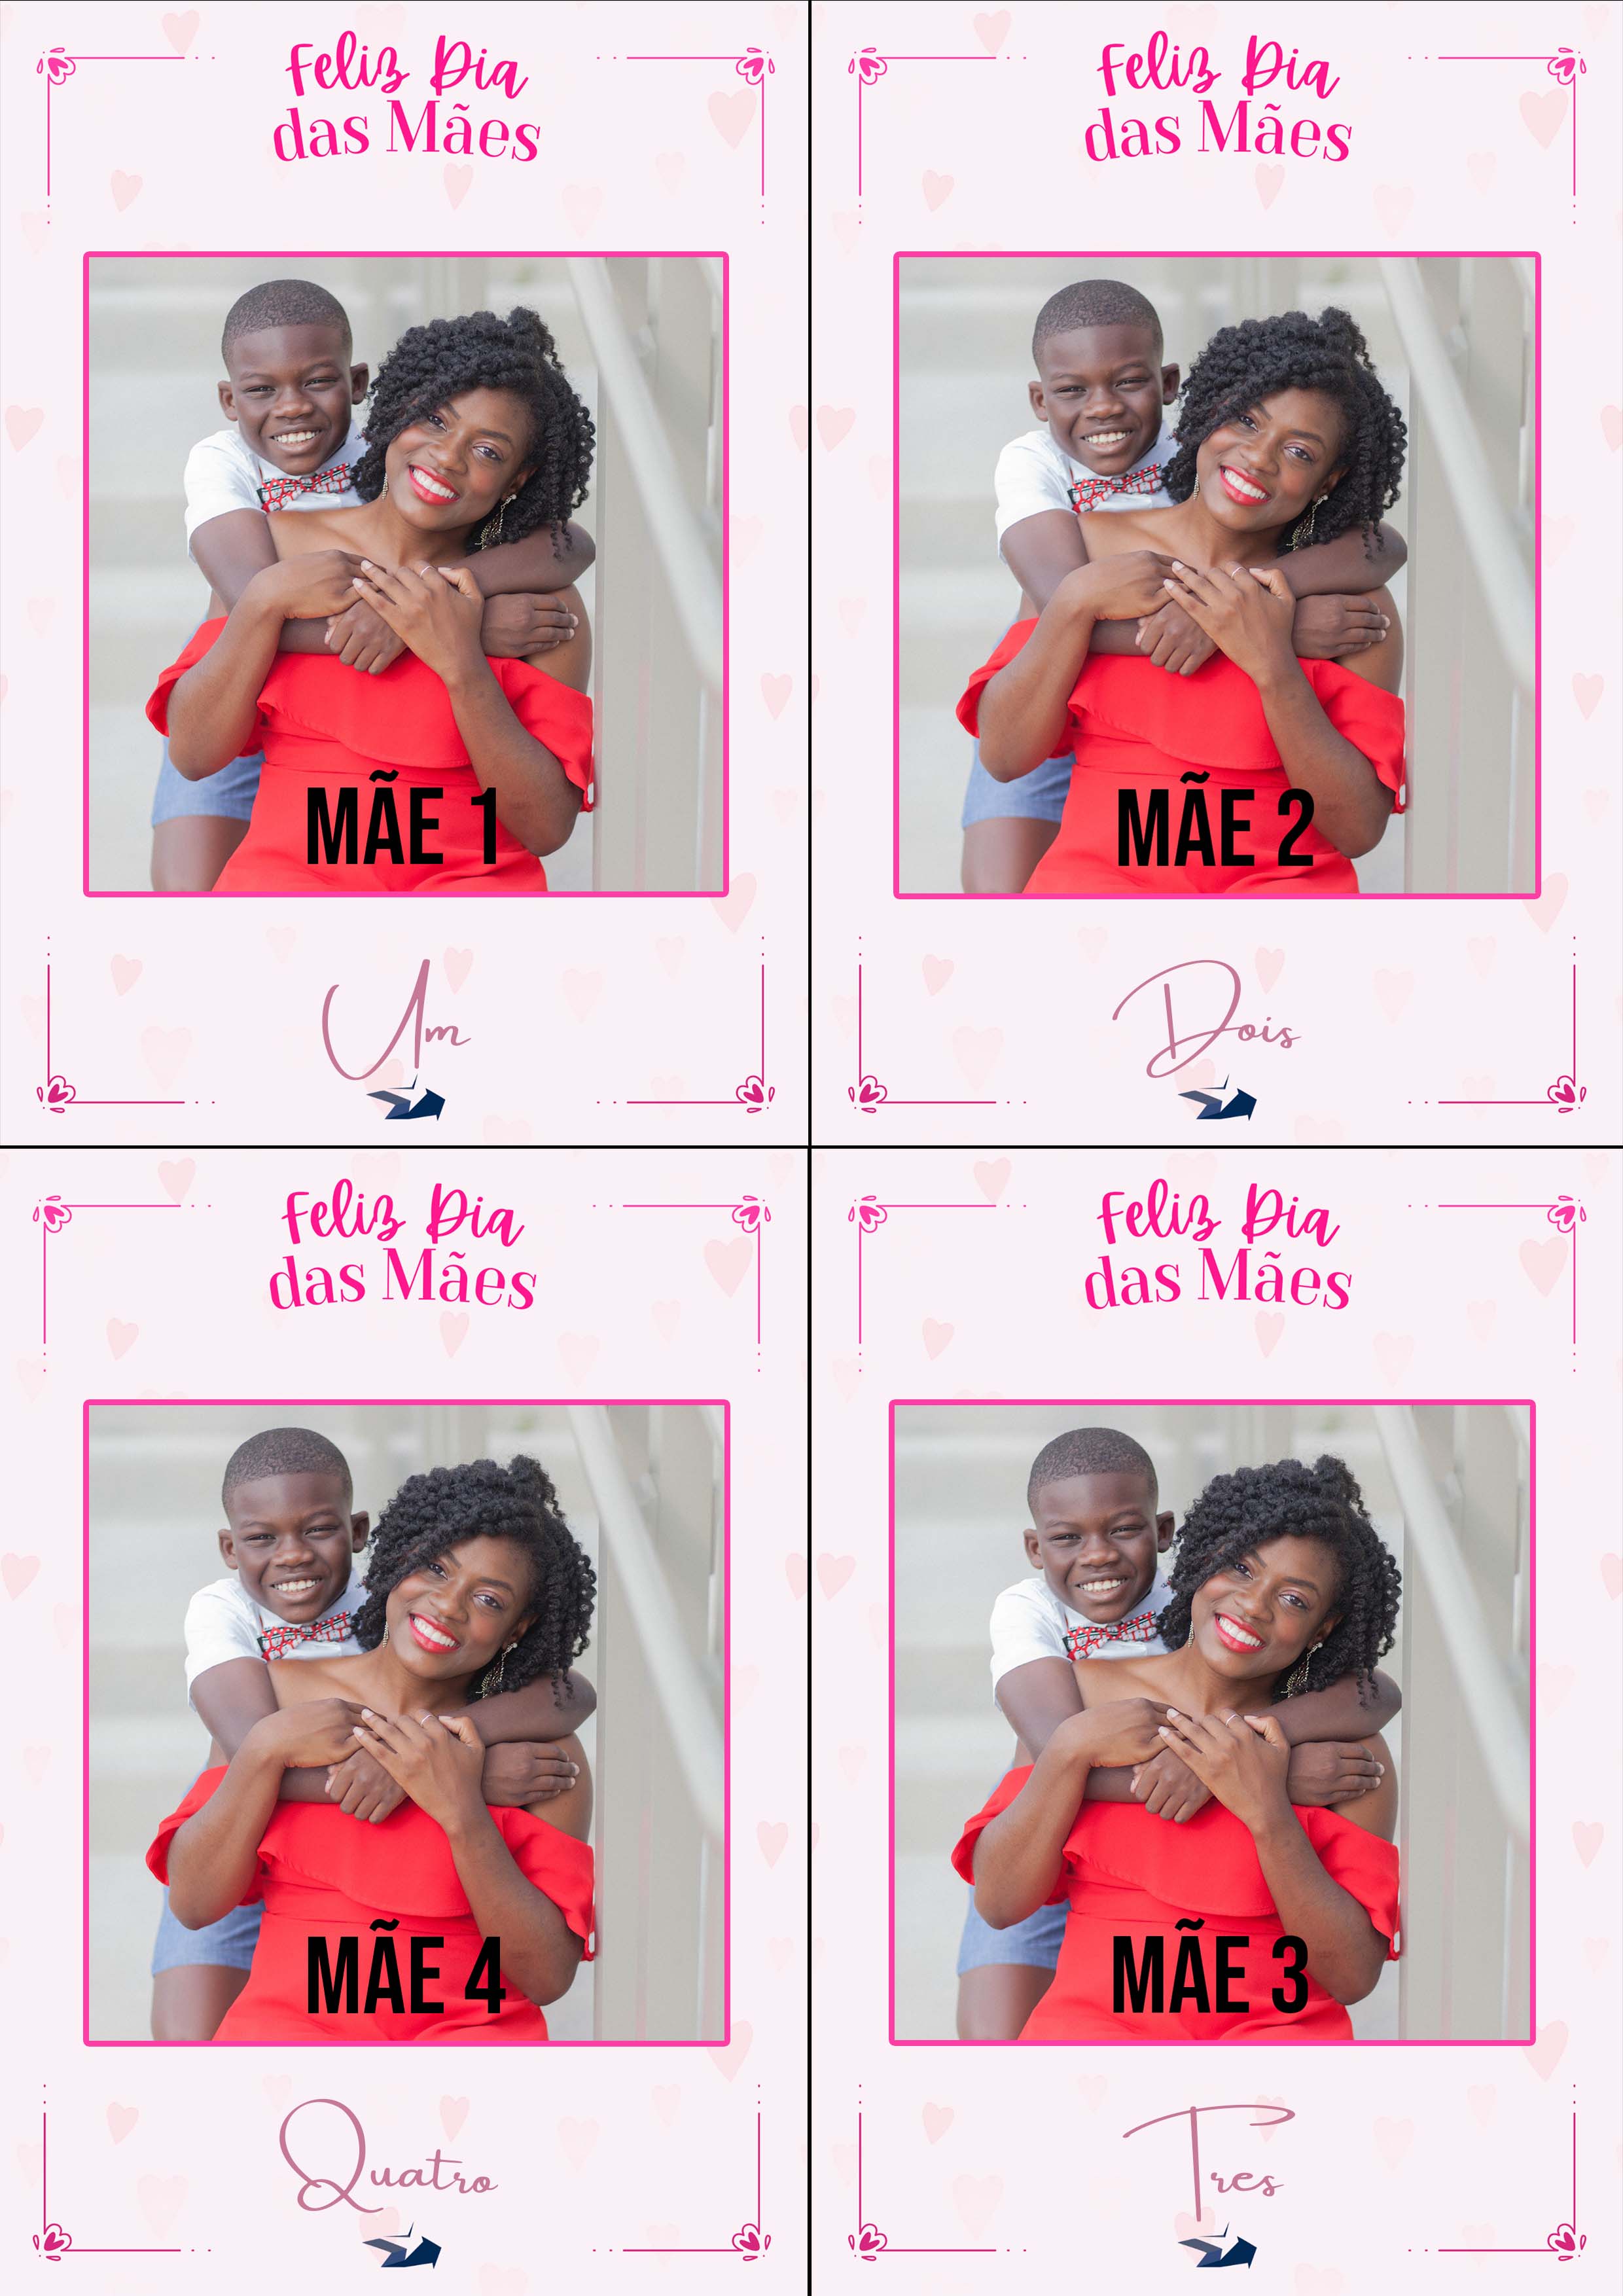 Feliz Dia
das Mães
MÃE 1
Um
Feliz Dia
das Mães
MÃE 2
Dois
Feliz Dia
das Mães
MÃE 4
Quatro
Feliz Dia
das Mães
MÃE 3
Tres